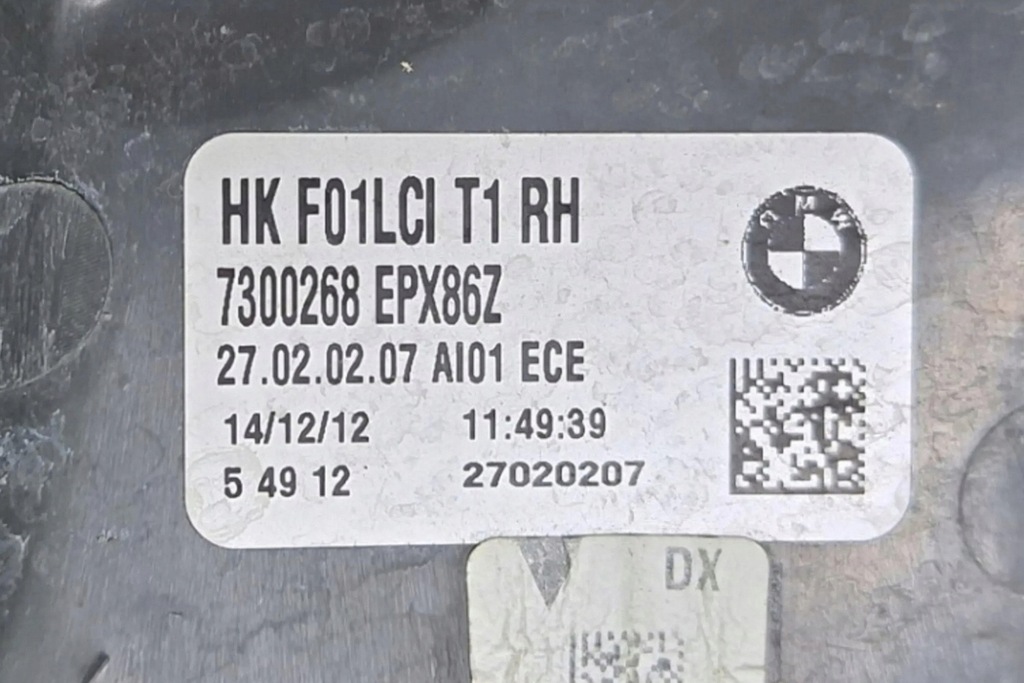 HK F01LCI T1 RH
7300268 EPX86Z
27.02.02.07 AI01 ECE
14/12/12 11:49:39
5 49 12 27020207
BMW
DX